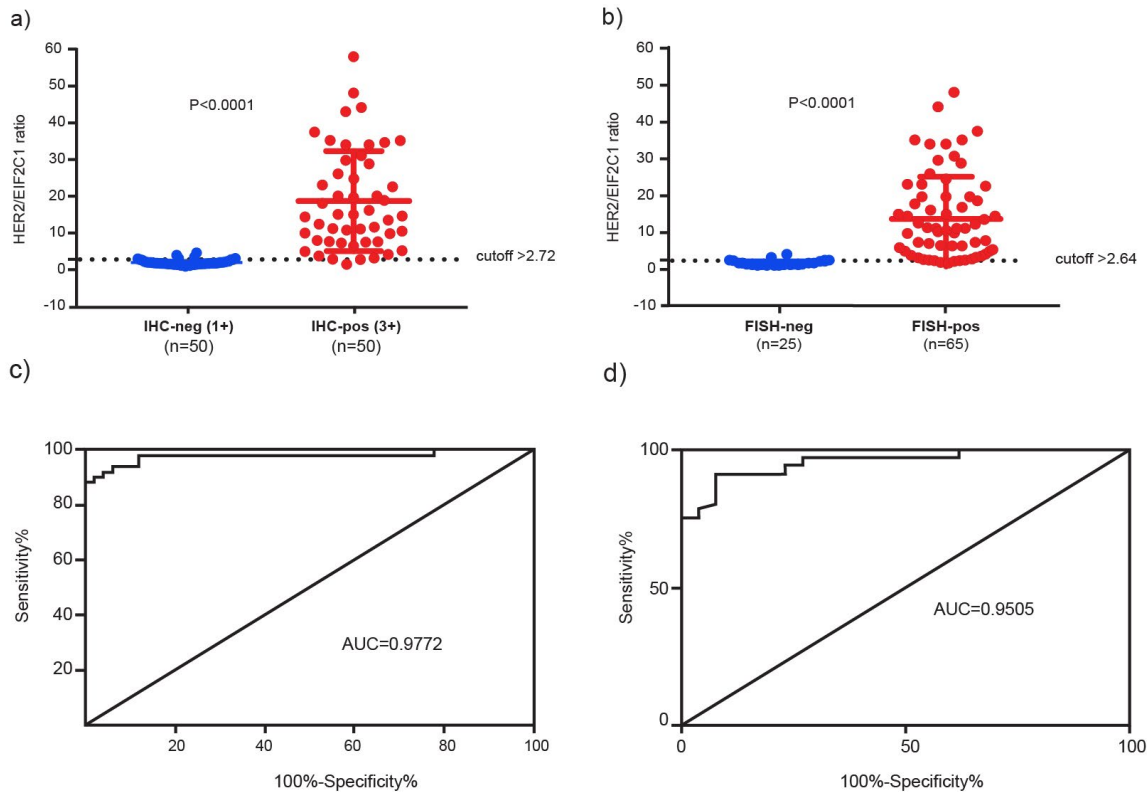 a)
HER2/EIF2C1 ratio
60
50
40
30
20
10
0
-10
P<0.0001
cutoff >2.72
IHC-neg (1+)
(n=50)
IHC-pos (3+)
(n=50)
b)
HER2/EIF2C1 ratio
60
50
40
30
20
10
0
-10
P<0.0001
cutoff >2.64
FISH-neg
(n=25)
FISH-pos
(n=65)
c)
Sensitivity%
100
80
60
40
20
AUC=0.9772
20
40
60
80
100
100%-Specificity%
d)
Sensitivity%
100
50
0
AUC=0.9505
0
50
100
100%-Specificity%